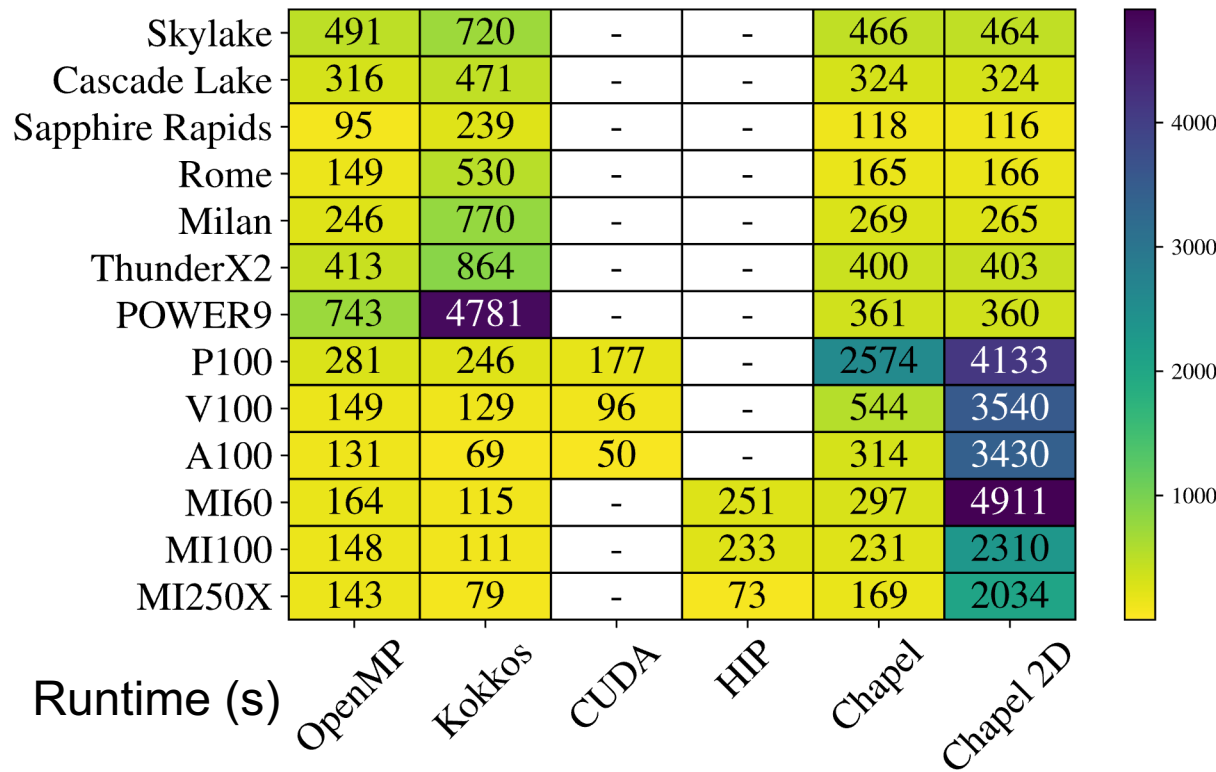 Skylake 491 720 - - 466 464
Cascade Lake 316 471 - - 324 324
Sapphire Rapids 95 239 - - 118 116
Rome 149 530 - - 165 166
Milan 246 770 - - 269 265
ThunderX2 413 864 - - 400 403
POWER9 743 4781 - - 361 360
P100 281 246 177 - 2574 4133
V100 149 129 96 - 544 3540
A100 131 69 50 - 314 3430
MI60 164 115 - 251 297 4911
MI100 148 111 - 233 231 2310
MI250X 143 79 - 73 169 2034
OpenMP Kokkos CUDA HIP Chapel Chapel 2D
Runtime (s)
4000
3000
2000
1000